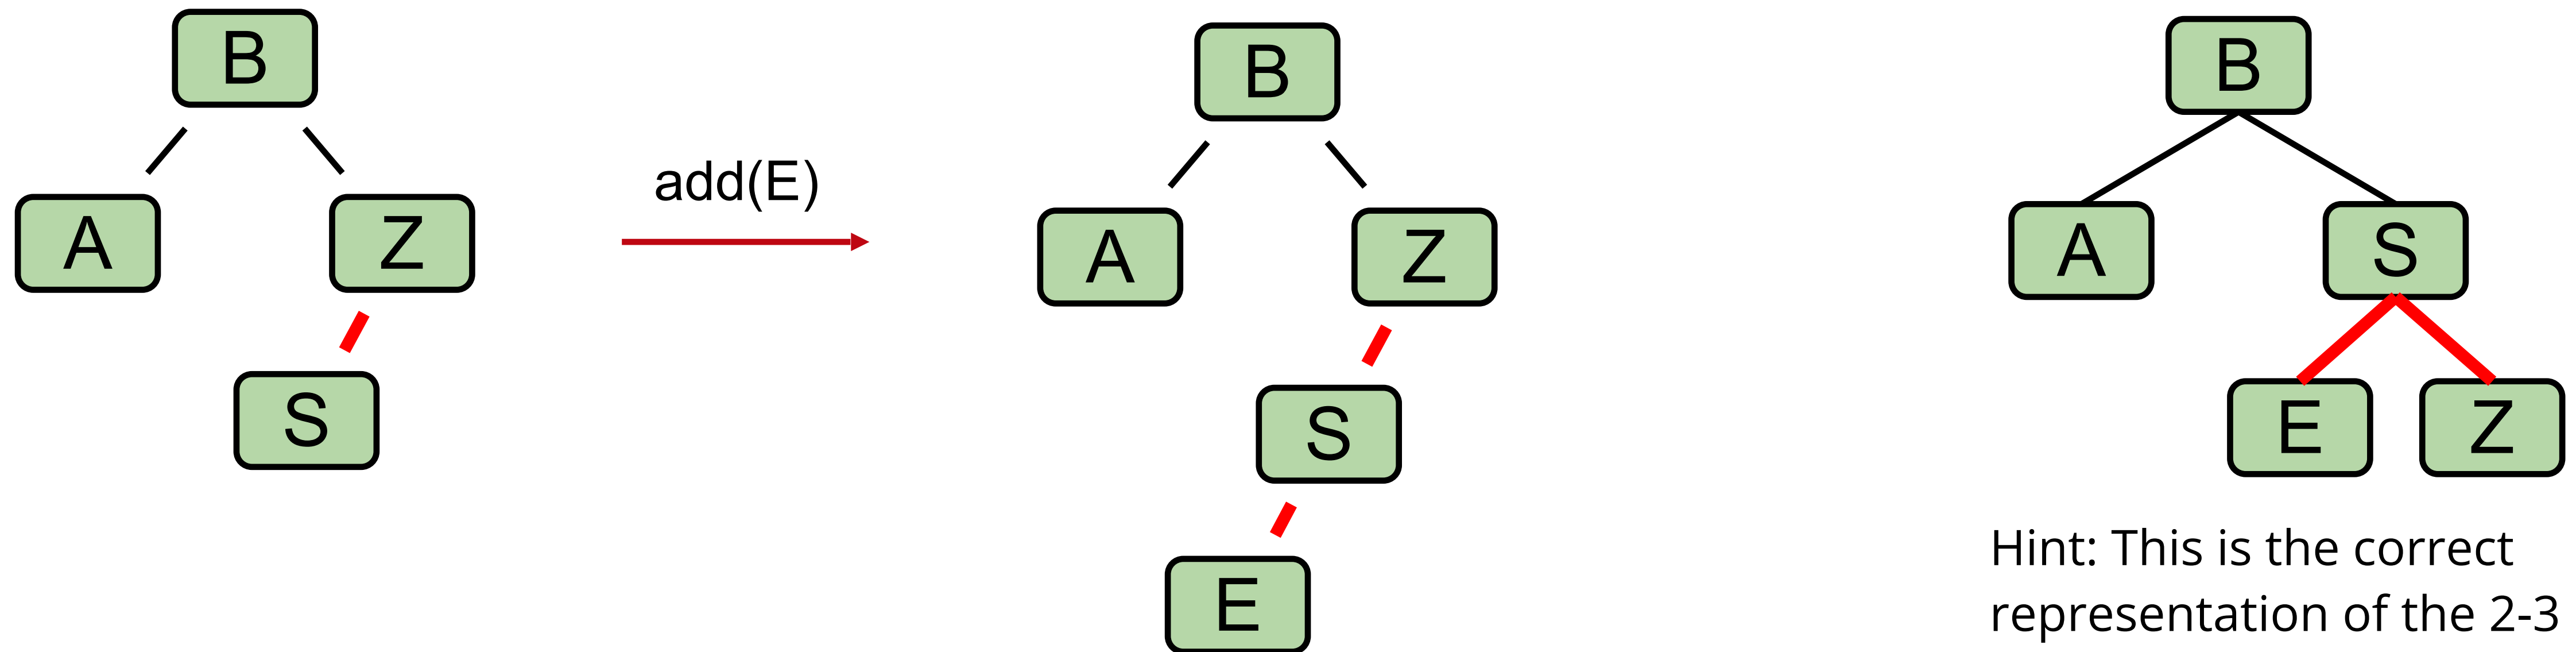 B
A
Z
S
add(E)
B
A
Z
S
E
B
A
S
E
Z
Hint: This is the correct
representation of the 2-3